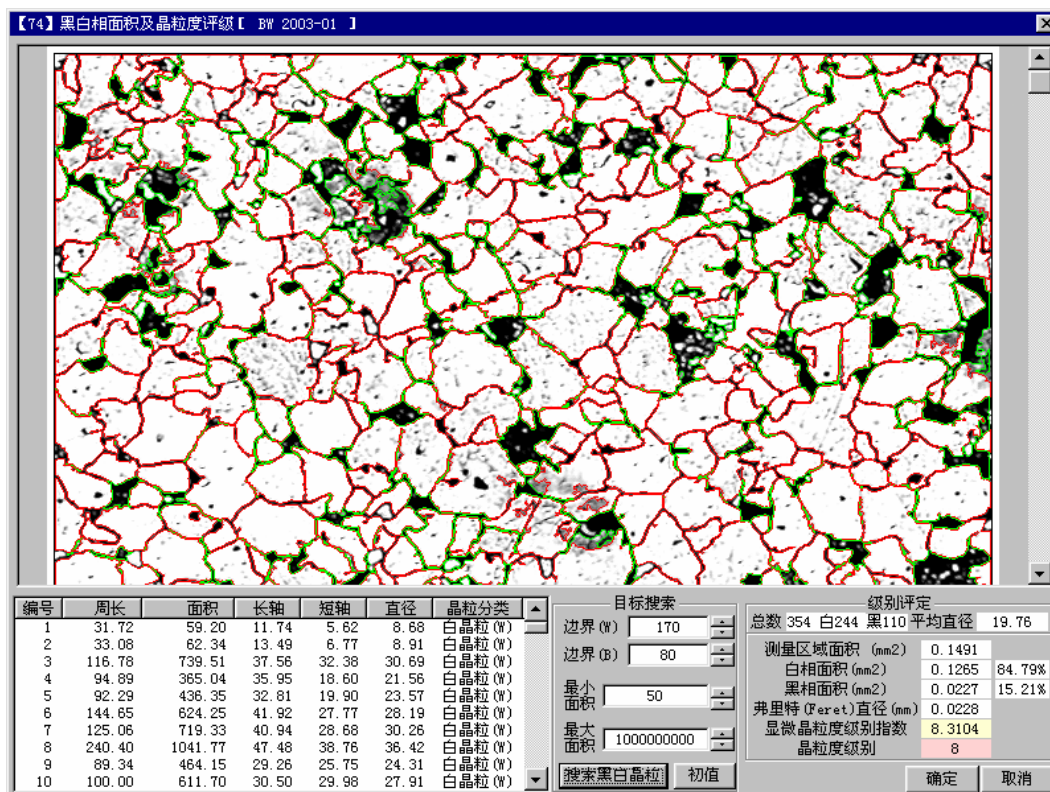 【74】黑白相面积及晶粒度评级[ BW 2003-01 ]
编号 周长 面积 长轴 短轴 直径 晶粒分类
1 31.72 59.20 11.74 5.62 8.68 白晶粒(W)
2 33.08 62.34 13.49 6.77 8.91 白晶粒(W)
3 116.78 739.51 37.56 32.38 30.69 白晶粒(W)
4 94.89 365.04 35.95 18.60 21.56 白晶粒(W)
5 92.29 436.35 32.81 19.90 23.57 白晶粒(W)
6 144.65 624.25 41.92 27.77 28.19 白晶粒(W)
7 125.06 719.33 40.94 28.68 30.26 白晶粒(W)
8 240.40 1041.77 47.48 38.76 36.42 白晶粒(W)
9 89.34 464.15 29.26 25.75 24.31 白晶粒(W)
10 100.00 611.70 30.50 29.98 27.91 白晶粒(W)
目标搜索
边界(W) 170
边界(B) 80
最小面积 50
最大面积 1000000000
搜索黑白晶粒 初值
级别评定
总数 354 白244 黑110 平均直径 19.76
测量区域面积 (mm2) 0.1491
白相面积(mm2) 0.1265 84.79%
黑相面积(mm2) 0.0227 15.21%
弗里特(Feret)直径(mm) 0.0228
显微晶粒度级别指数 8.3104
晶粒度级别 8
确定 取消